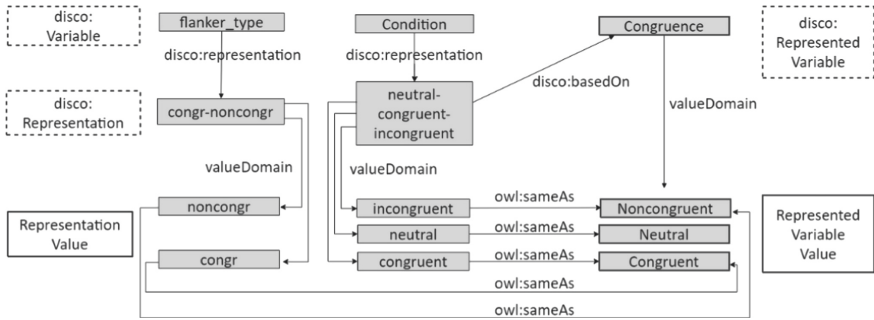 disco:
Variable
flanker_type
Condition
Congruence
disco:
Represented
Variable
disco:representation
disco:representation
disco:basedOn
disco:
Representation
congr-noncongr
neutral-
congruent-
incongruent
valueDomain
valueDomain
valueDomain
Representation
Value
noncongr
incongruent
owl:sameAs
Noncongruent
neutral
owl:sameAs
Neutral
congr
congruent
owl:sameAs
Congruent
Represented
Variable
Value
owl:sameAs
owl:sameAs